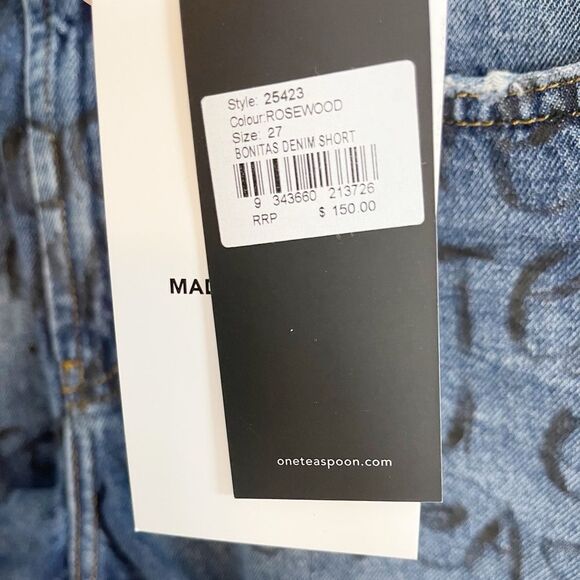 Style: 25423
Colour:ROSEWOOD
Size: 27
BONITAS DENIM SHORT
9 343660 213726
RRP $ 150.00
MAD
oneteaspoon.com